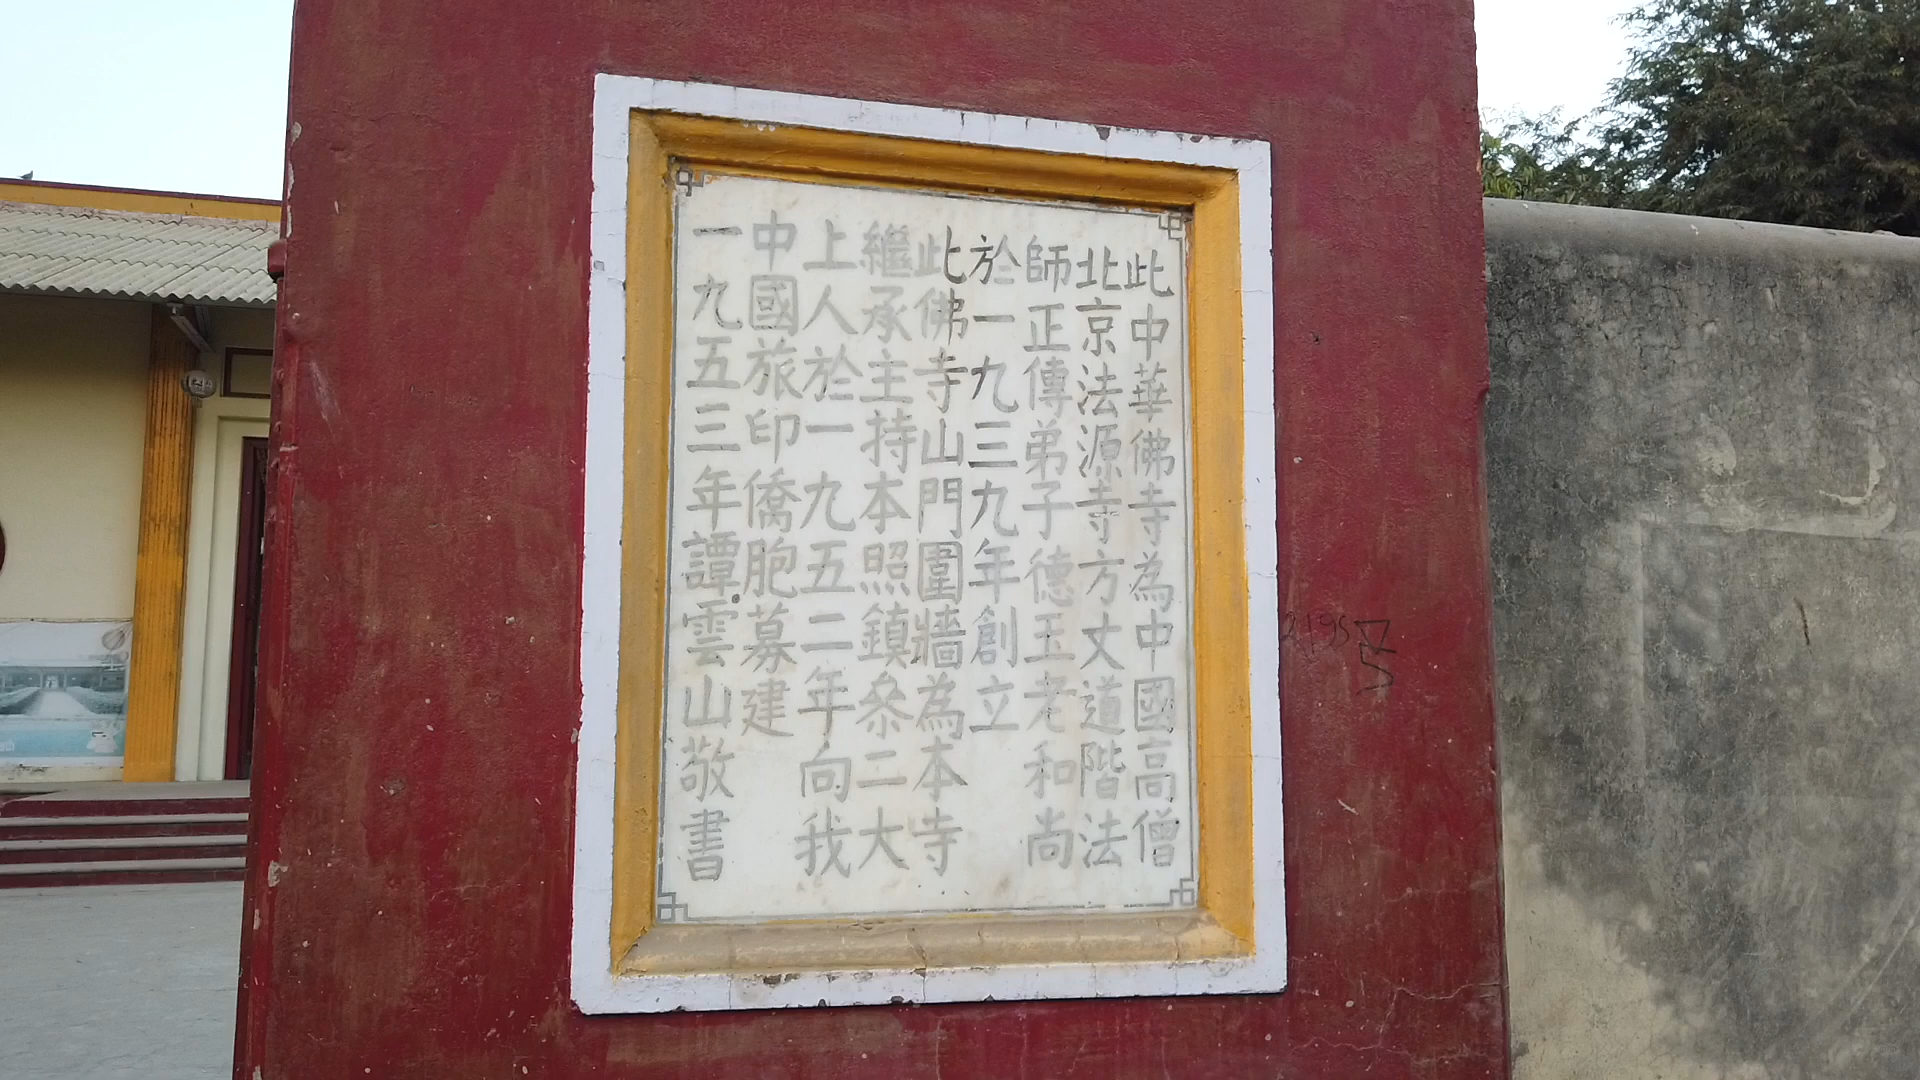 此中華佛寺為中國高僧
北京法源寺方丈道階法
師正傳弟子德玉老和尚
於一九三九年創立
此佛寺山門圍牆為本寺
繼承主持本照鎮叅二大
上人於一九五二年向我
中國旅印僑胞募建
一九五三年譚雲山敬書